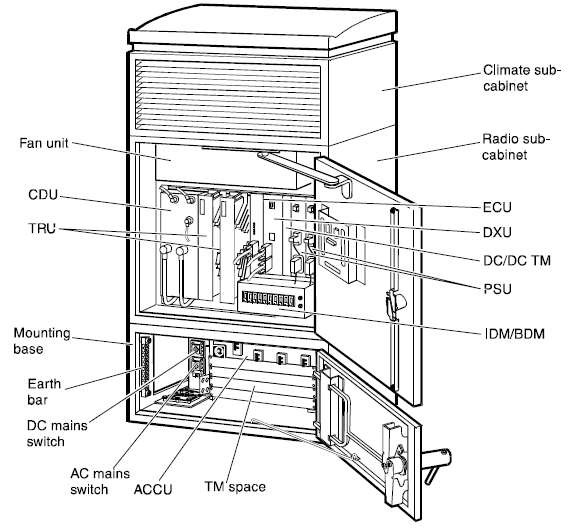 Climate sub-
cabinet
Radio sub-
cabinet
Fan unit
CDU
TRU
ECU
DXU
DC/DC TM
PSU
IDM/BDM
Mounting
base
Earth
bar
DC mains
switch
AC mains
switch
ACCU
TM space